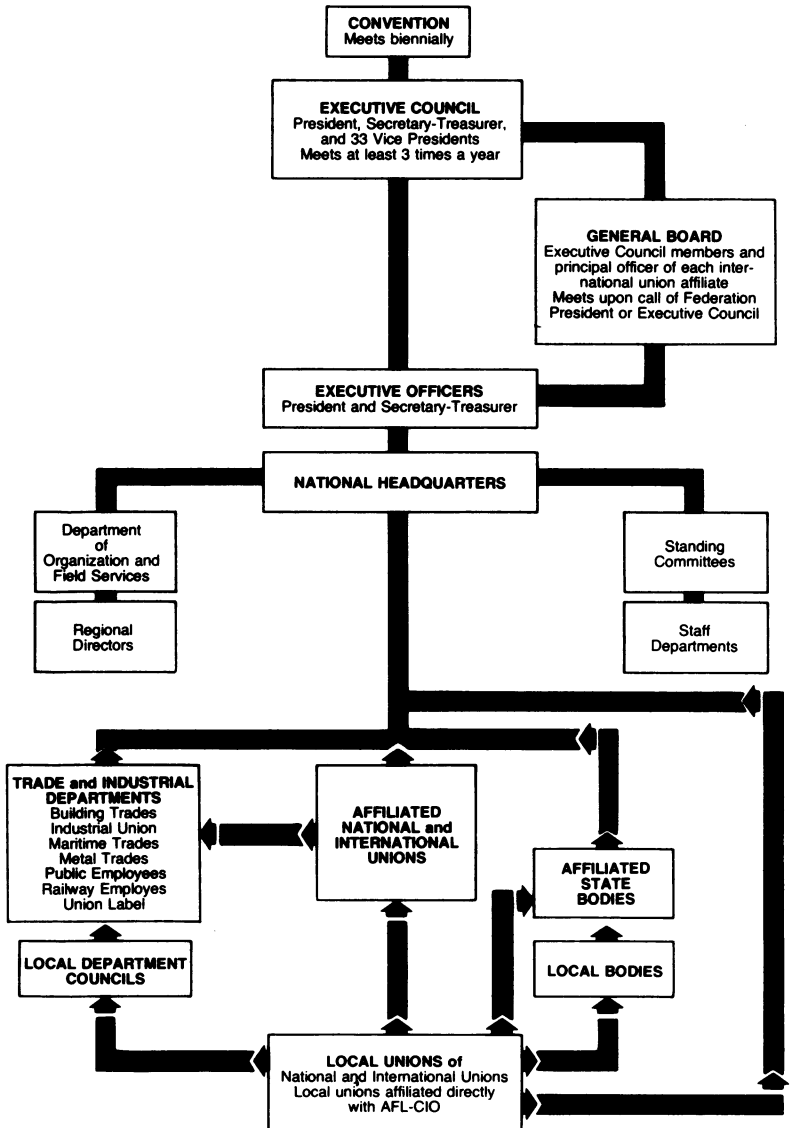 CONVENTION
Meets biennially
EXECUTIVE COUNCIL
President, Secretary-Treasurer,
and 33 Vice Presidents
Meets at least 3 times a year
GENERAL BOARD
Executive Council members and
principal officer of each inter-
national union affiliate
Meets upon call of Federation
President or Executive Council
EXECUTIVE OFFICERS
President and Secretary-Treasurer
NATIONAL HEADQUARTERS
Department
of
Organization and
Field Services
Regional
Directors
Standing
Committees
Staff
Departments
TRADE and INDUSTRIAL
DEPARTMENTS
Building Trades
Industrial Union
Maritime Trades
Metal Trades
Public Employees
Railway Employes
Union Label
AFFILIATED
NATIONAL and
INTERNATIONAL
UNIONS
AFFILIATED
STATE
BODIES
LOCAL DEPARTMENT
COUNCILS
LOCAL BODIES
LOCAL UNIONS of
National and International Unions
Local unions affiliated directly
with AFL-CIO